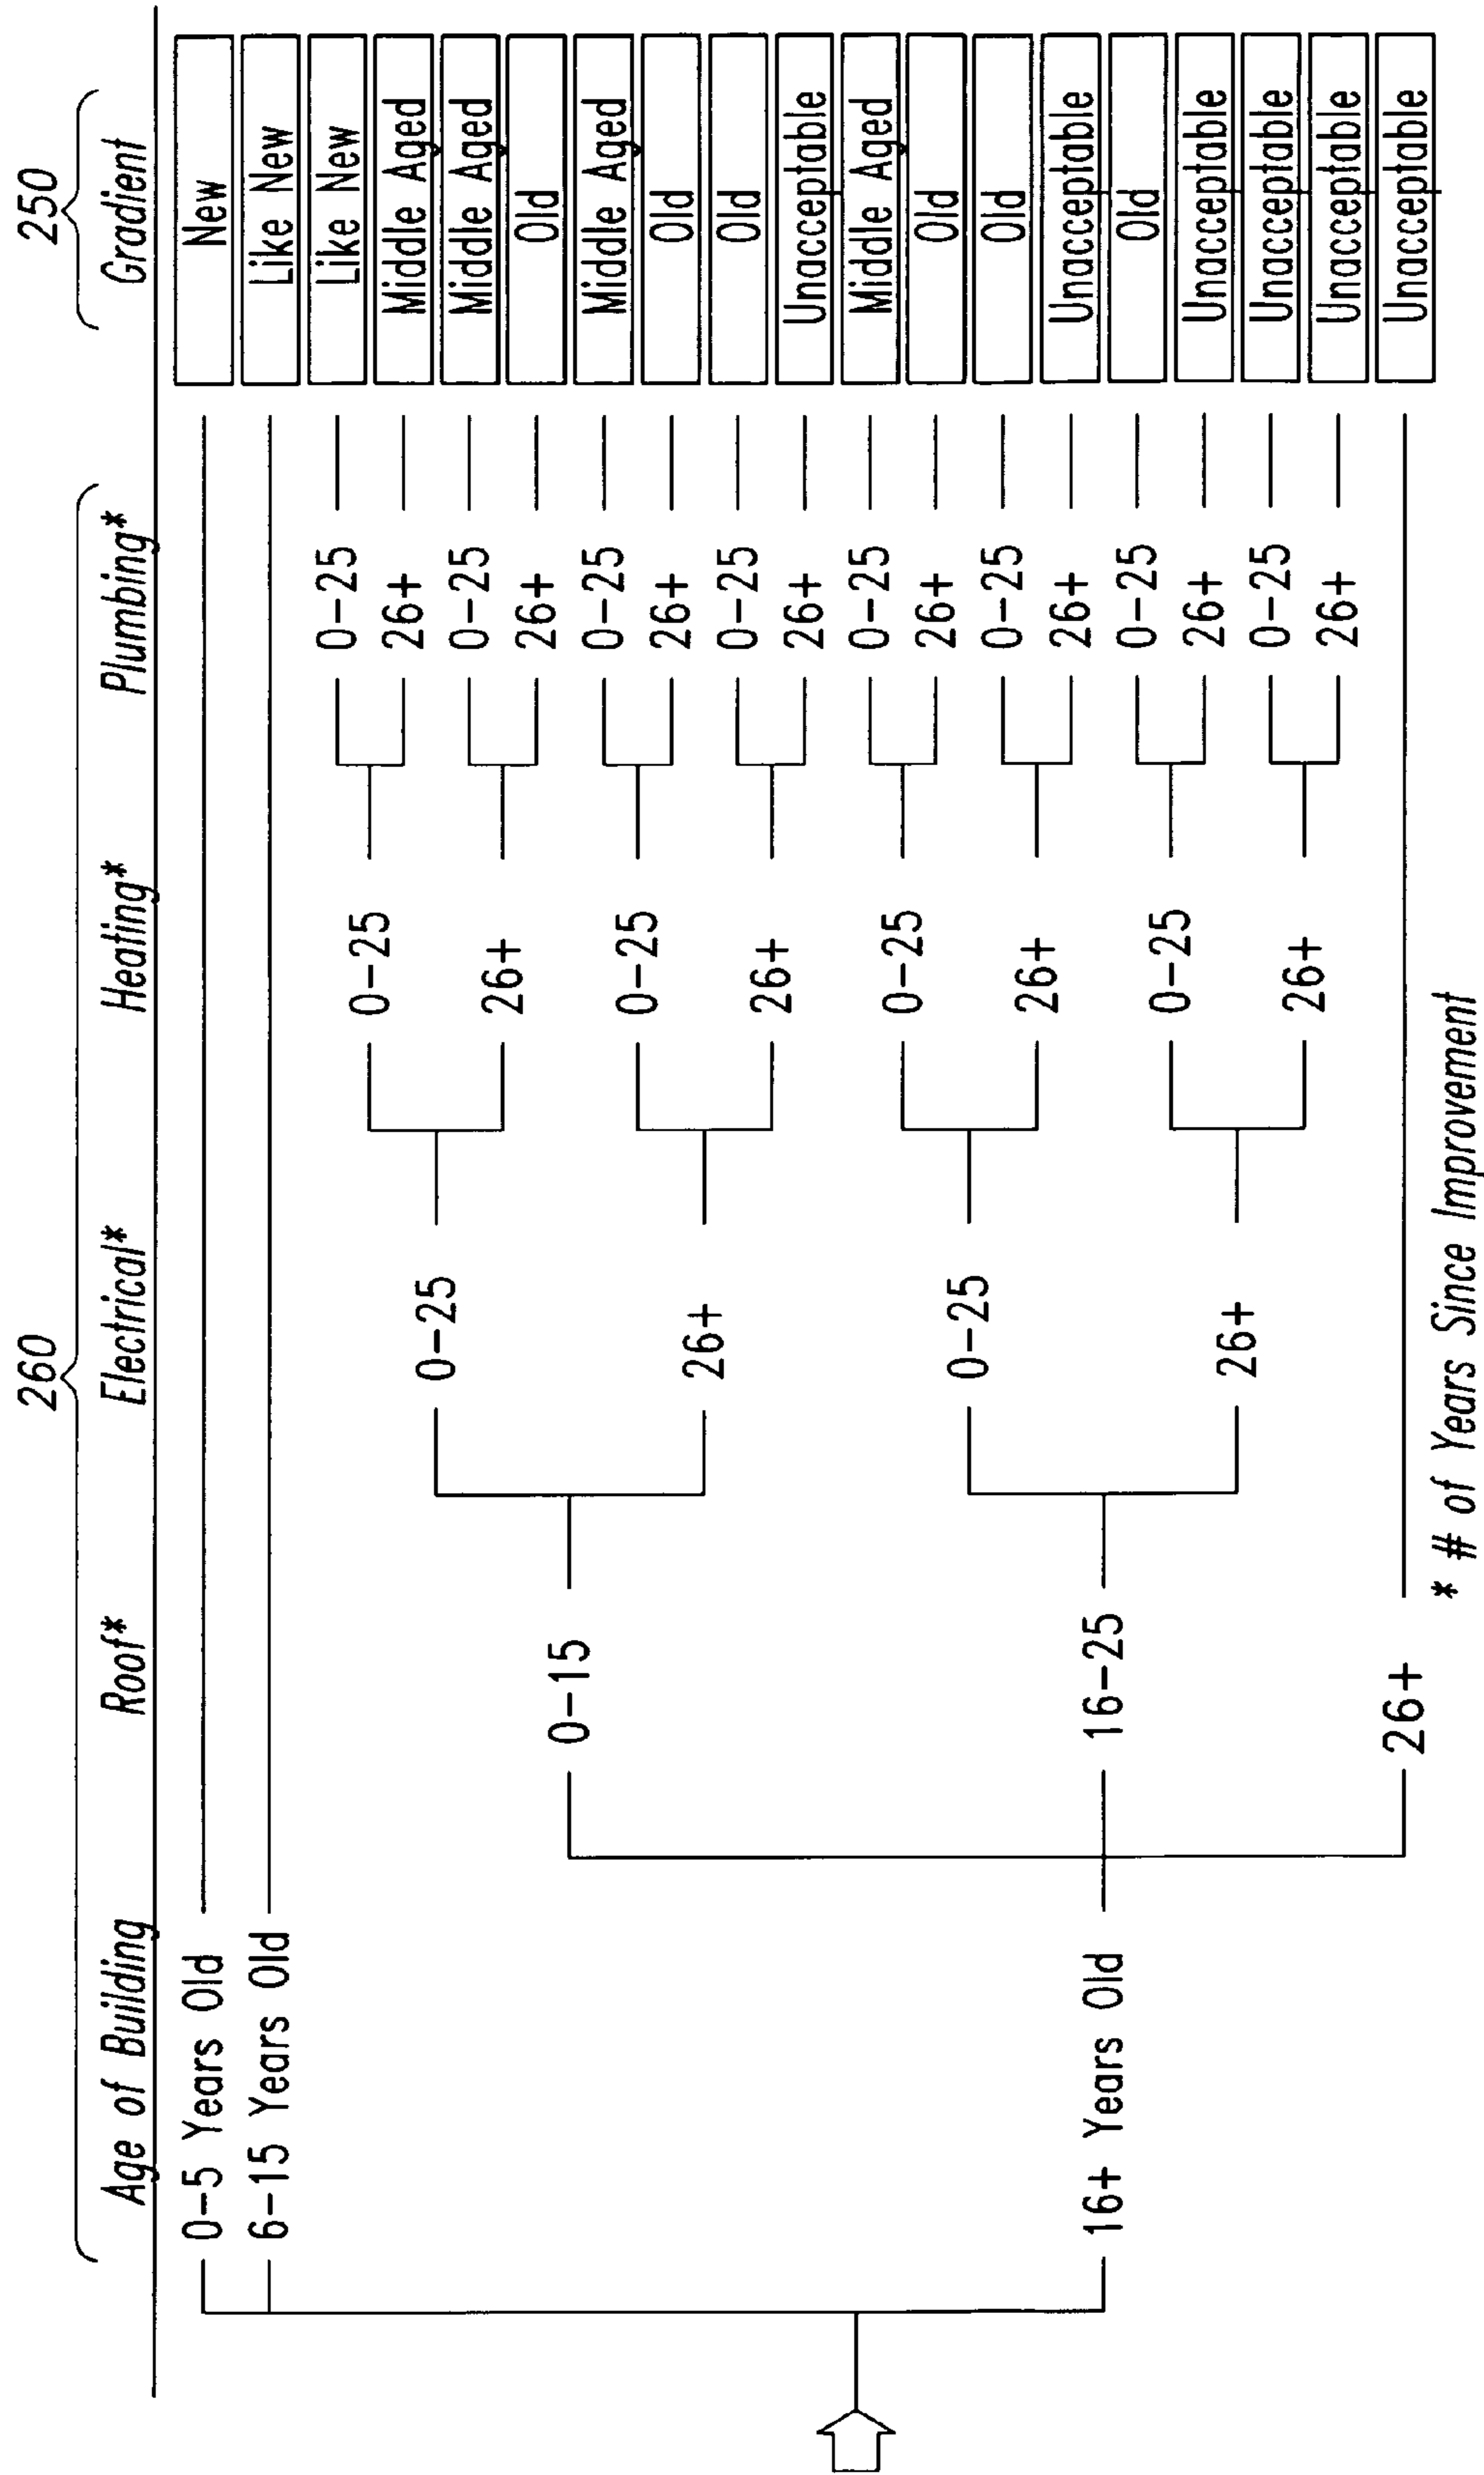 260
250
Age of Building Roof* Electrical* Heating* Plumbing* Gradient
0-5 Years Old New
6-15 Years Old Like New
0-25 Like New
0-25
26+ Middle Aged
0-25
0-25 Middle Aged
26+
26+ Old
0-15
0-25 Middle Aged
0-25
26+ Old
26+
0-25 Old
26+
26+ Unacceptable
0-25 Middle Aged
0-25
26+ Old
0-25
0-25 Old
26+
26+ Unacceptable
16+ Years Old 16-25
0-25 Old
0-25
26+ Unacceptable
26+
0-25 Unacceptable
26+
26+ Unacceptable
26+ Unacceptable
* # of Years Since Improvement